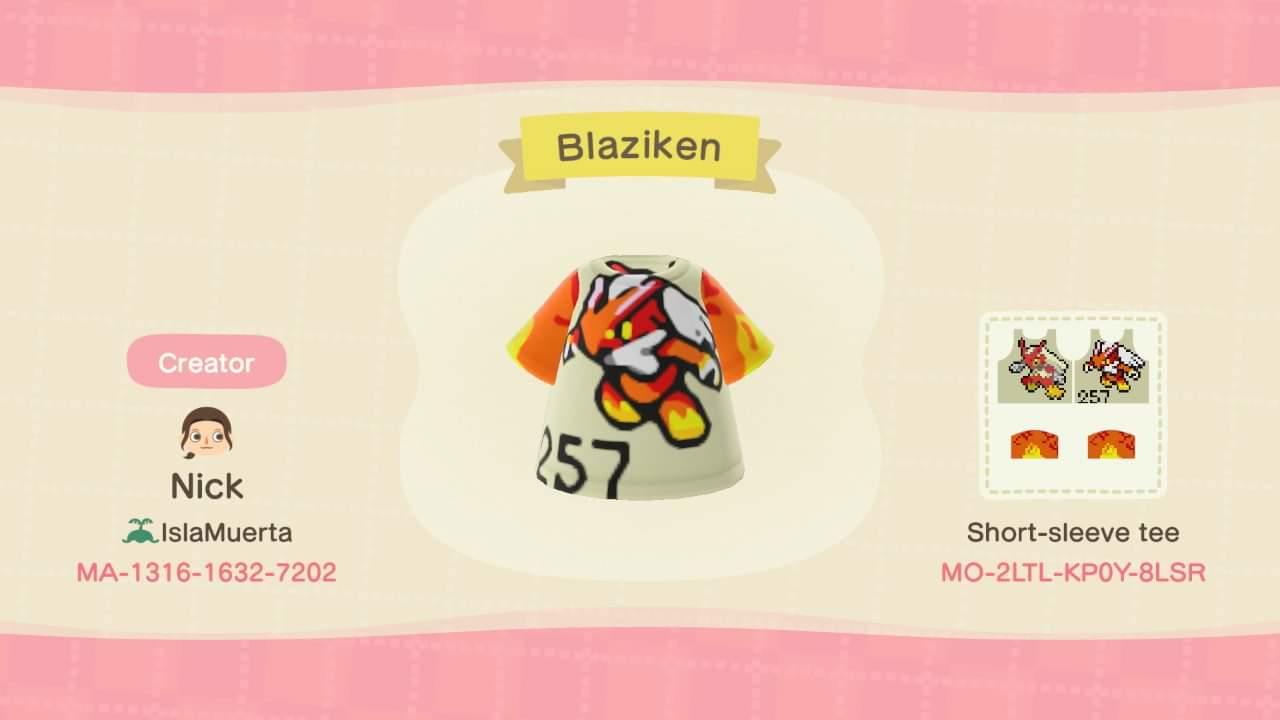 Blaziken
257
Creator
Nick
IslaMuerta
MA-1316-1632-7202
257
Short-sleeve tee
MO-2LTL-KP0Y-8LSR